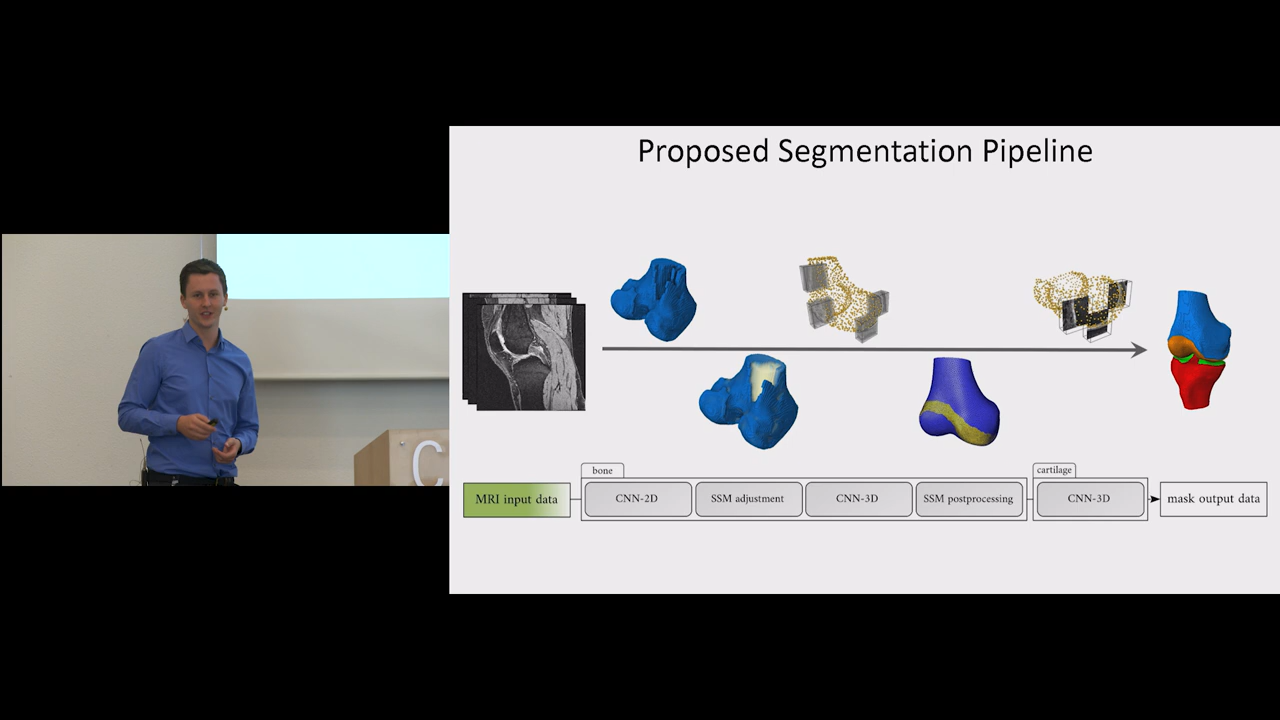 Proposed Segmentation Pipeline
bone
cartilage
MRI input data
CNN-2D
SSM adjustment
CNN-3D
SSM postprocessing
CNN-3D
mask output data
C